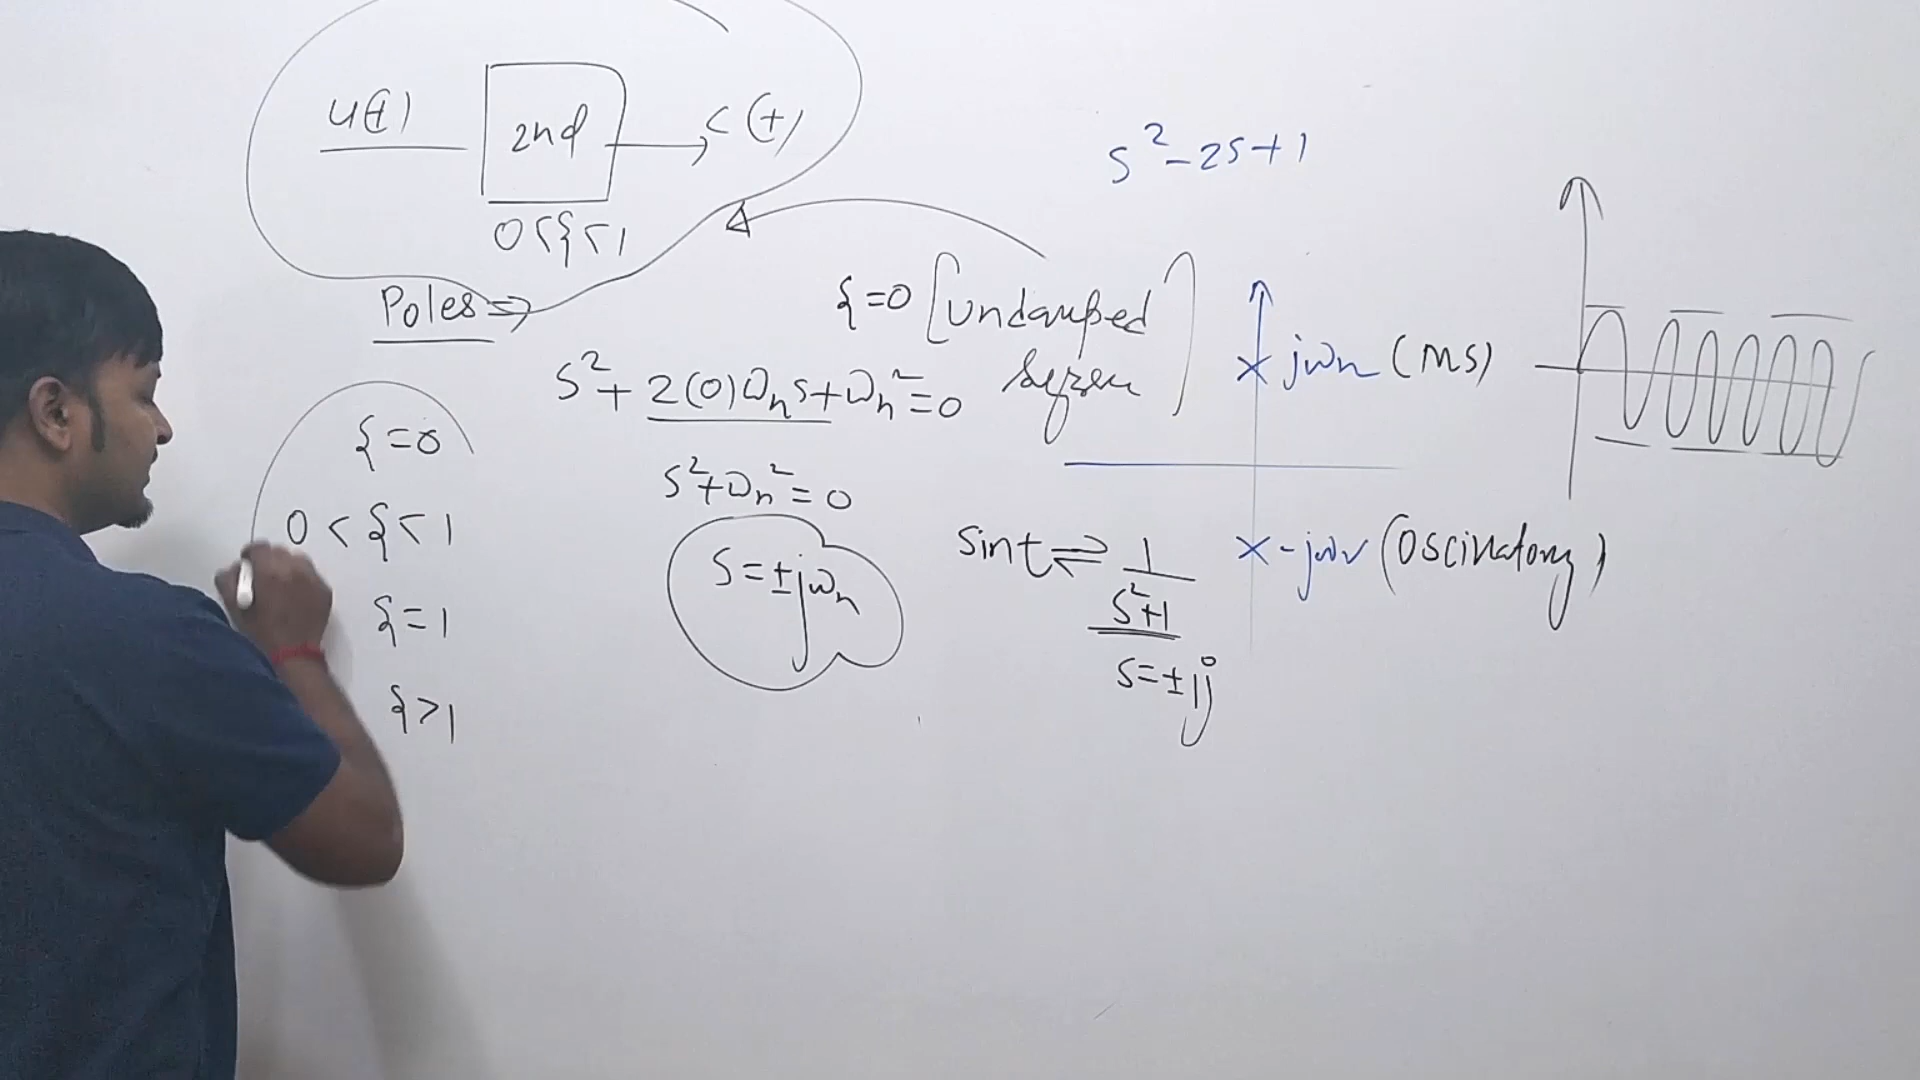 u(t)
2nd
c(t)
0<ξ<1
Poles ⇒
s²-2s+1
ξ=0 [undamped
system]
s²+2(0)ωₙs+ωₙ²=0
s²+ωₙ²=0
s=±jωₙ
ξ=0
0<ξ<1
ξ=1
ξ>1
sint ⇌ 1/(s²+1)
s=±1j
× jωₙ (MS)
× -jωₙ (Oscillatory)